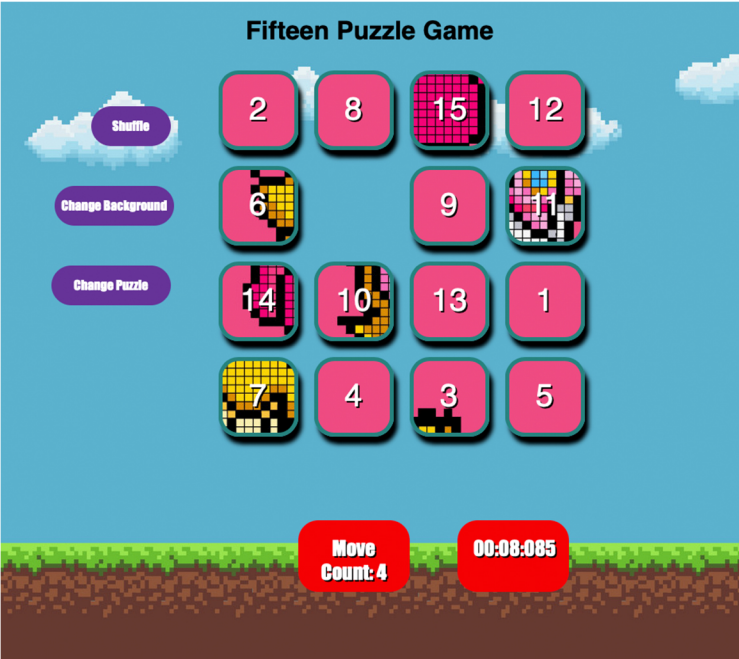 Fifteen Puzzle Game
Shuffle
Change Background
Change Puzzle
2 8 15 12
6 9 11
14 10 13 1
7 4 3 5
Move
Count: 4
00:08:085